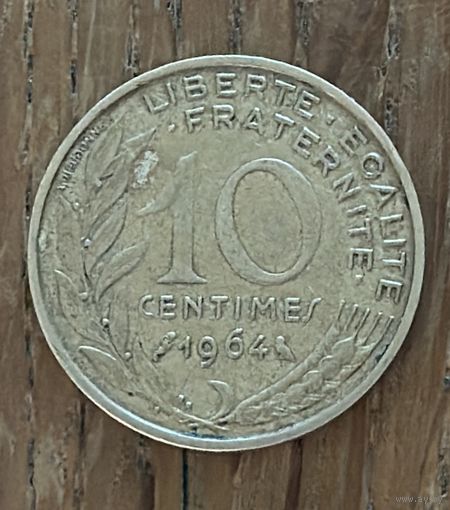 LIBERTE · EGALITE
· FRATERNITE ·
10
CENTIMES
1964